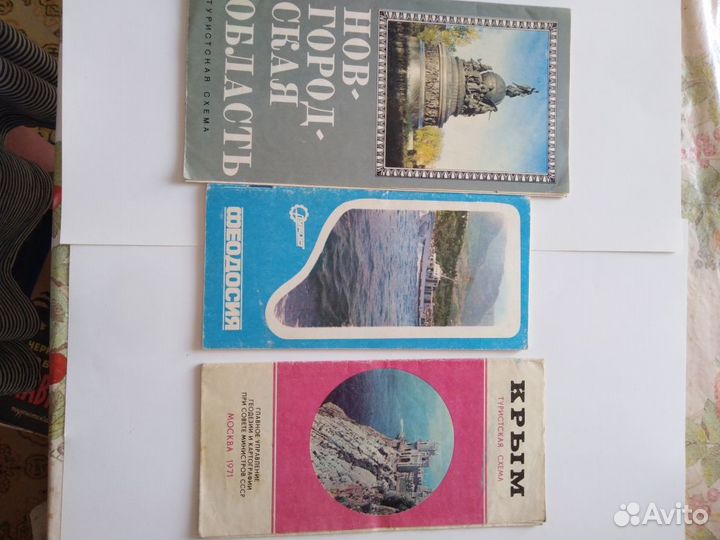 НОВ-
ГОРОД-
СКАЯ
ОБЛАСТЬ
ТУРИСТСКАЯ СХЕМА
ФЕОДОСИЯ
КРЫМ
ТУРИСТСКАЯ СХЕМА
ГЛАВНОЕ УПРАВЛЕНИЕ
ГЕОДЕЗИИ И КАРТОГРАФИИ
ПРИ СОВЕТЕ МИНИСТРОВ СССР
МОСКВА 1971
Avito